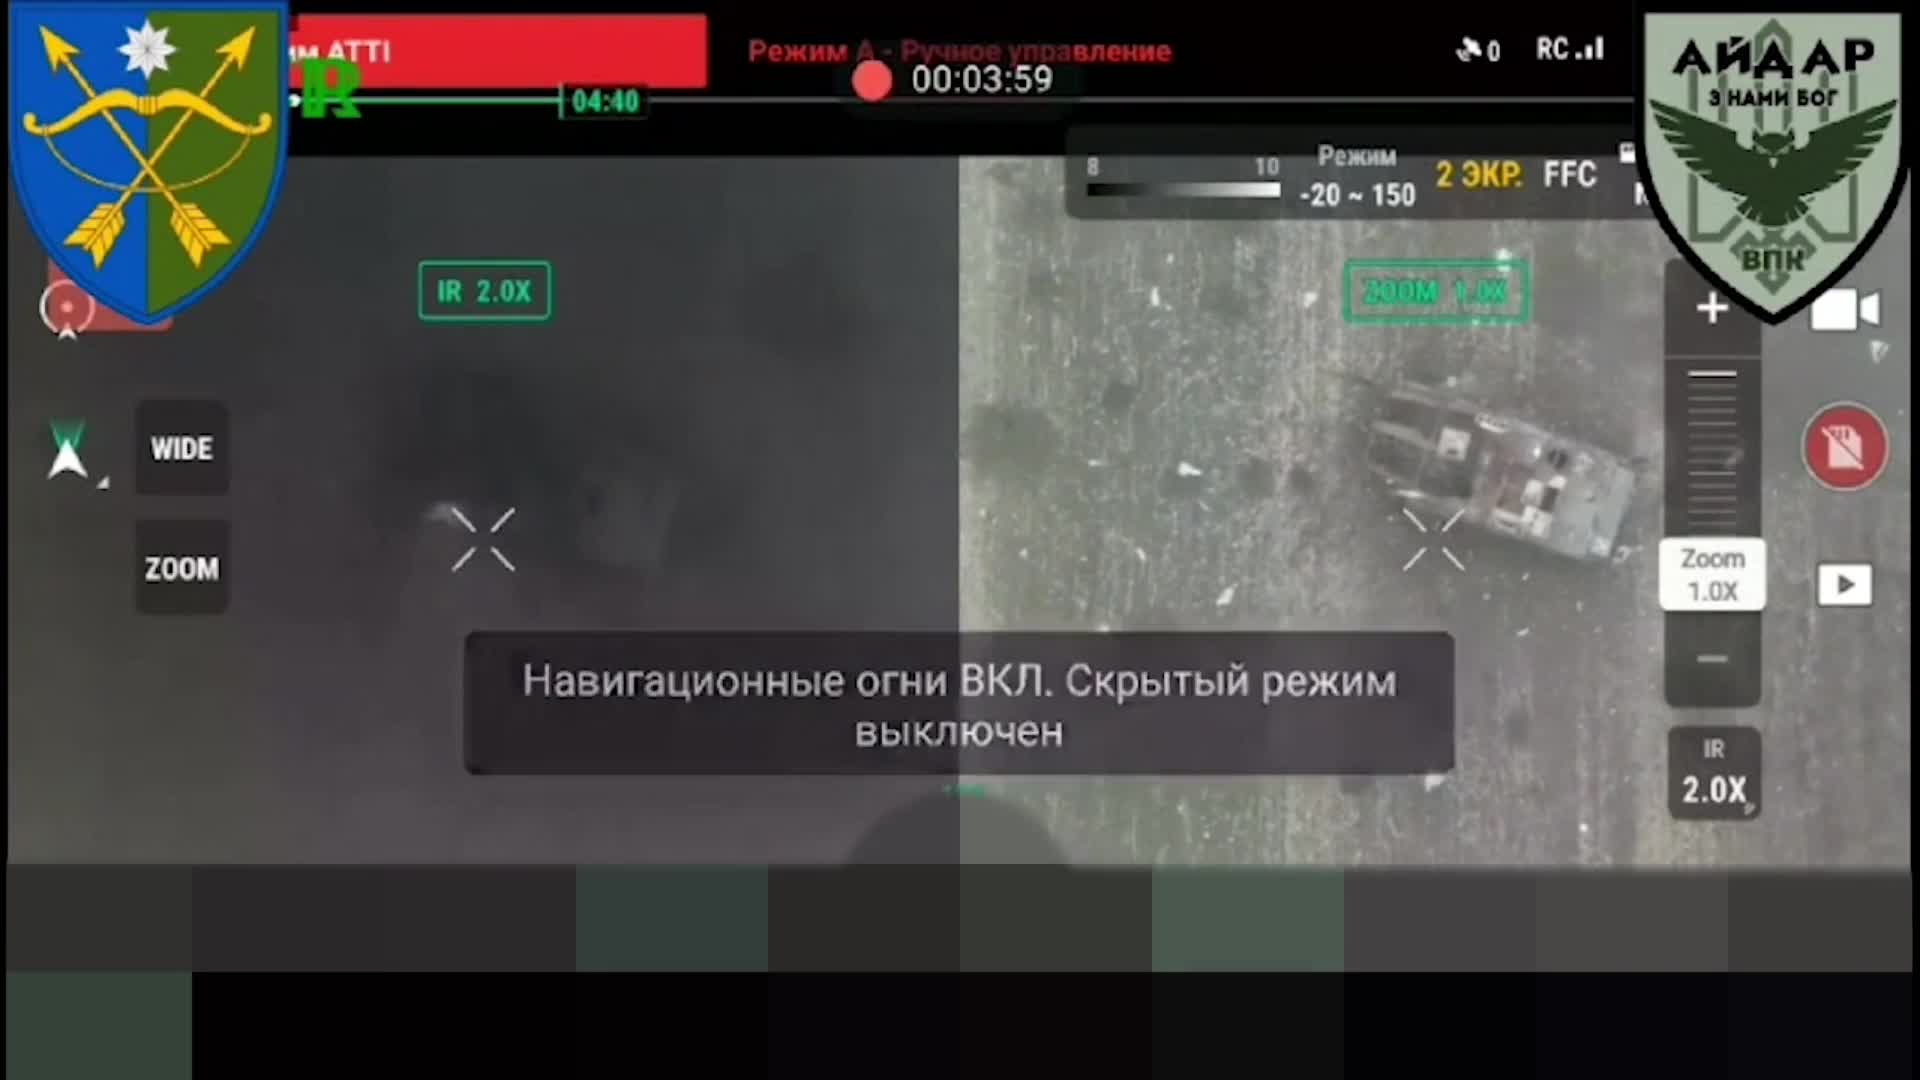 им ATTI
Режим А - Ручное управление
00:03:59
0
RC
АЙДАР
З НАМИ БОГ
ВПК
04:40
8
10
Режим
-20 ~ 150
2 ЭКР.
FFC
IR 2.0X
ZOOM 1.0X
WIDE
ZOOM
Zoom
1.0X
Навигационные огни ВКЛ. Скрытый режим
выключен
IR
2.0X